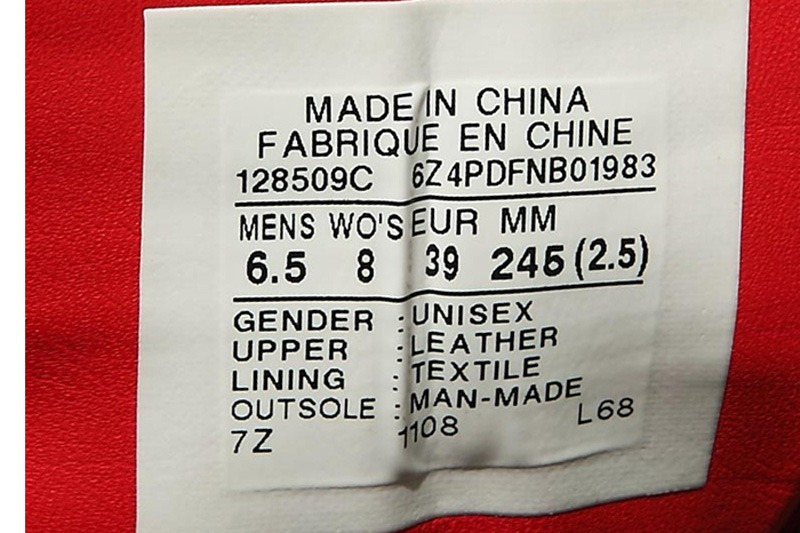 MADE IN CHINA
FABRIQUE EN CHINE
128509C 6Z4PDFNB01983
MENS WO'S EUR MM
6.5 8 39 245 (2.5)
GENDER : UNISEX
UPPER : LEATHER
LINING : TEXTILE
OUTSOLE : MAN-MADE
7Z 1108 L68